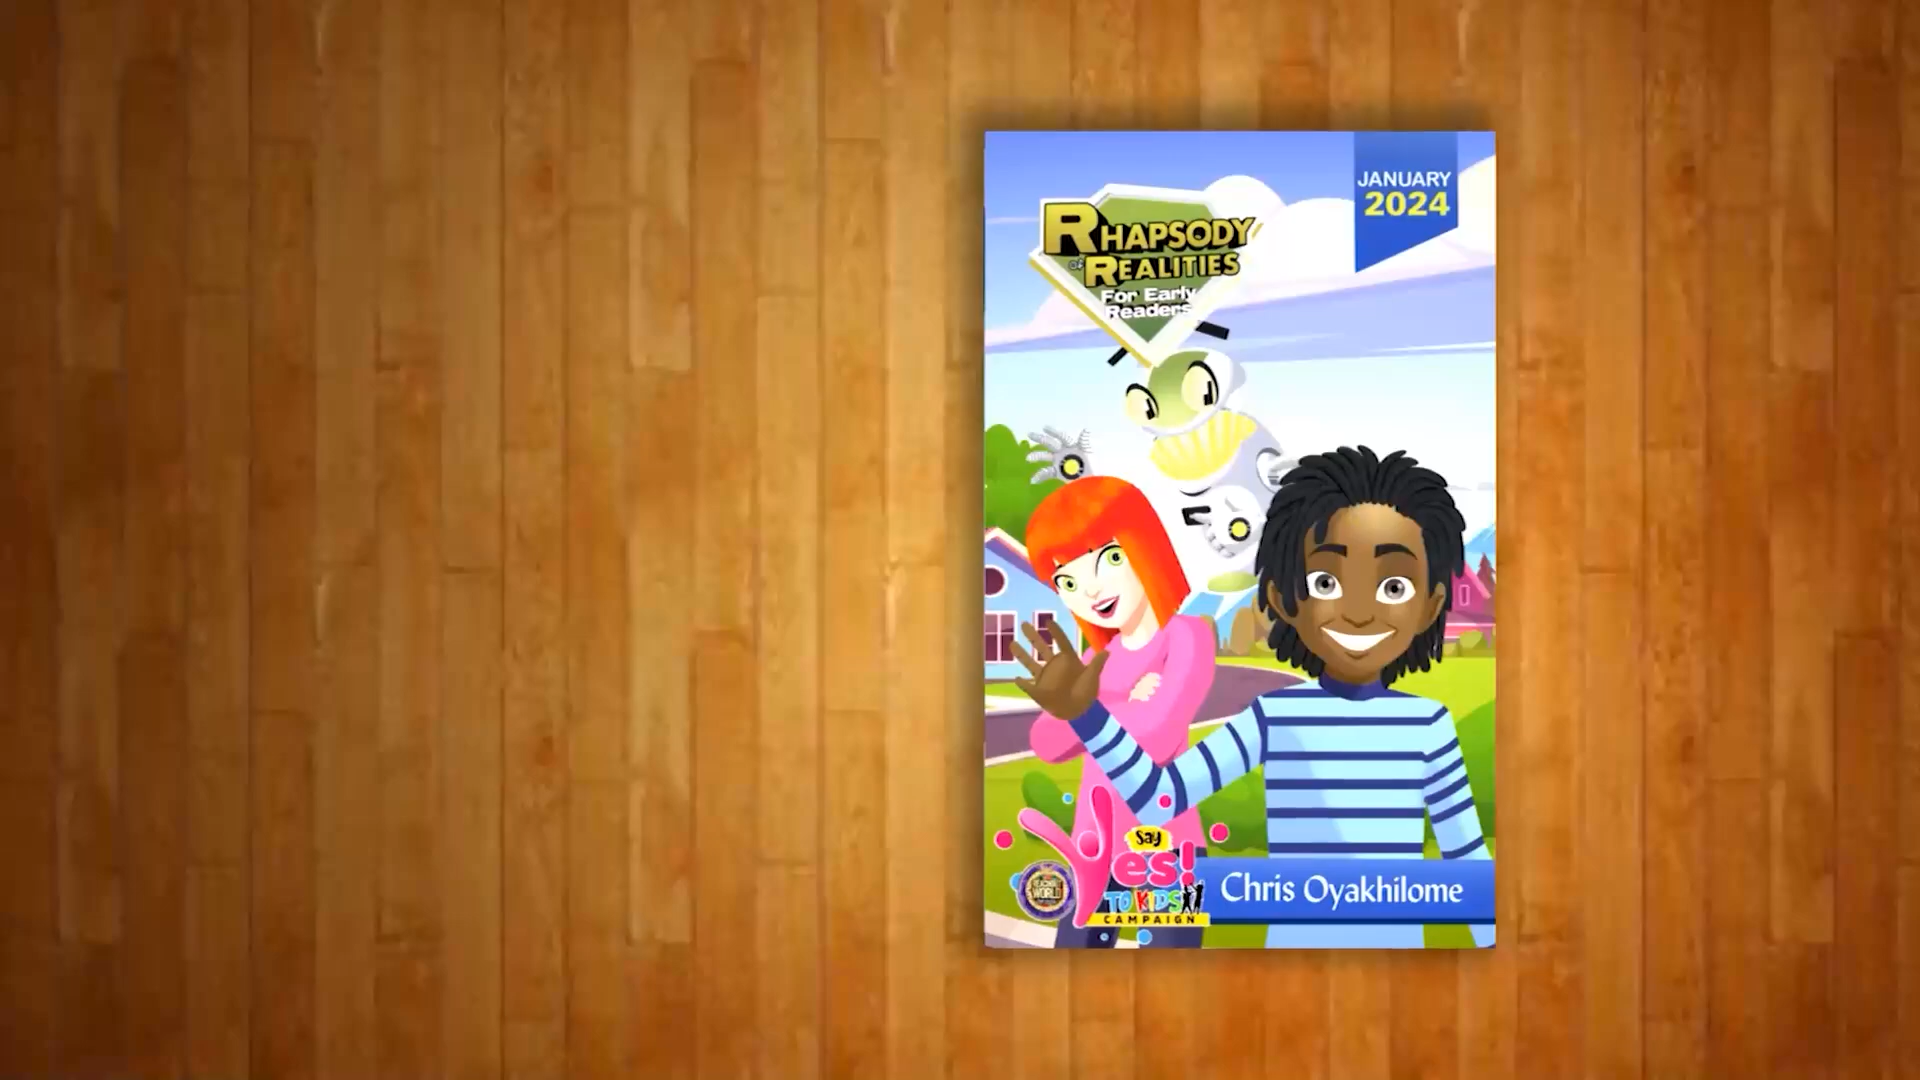 JANUARY
2024
RHAPSODY
of REALITIES
For Early
Readers
Say
Yes!
TO KIDS
CAMPAIGN
Chris Oyakhilome